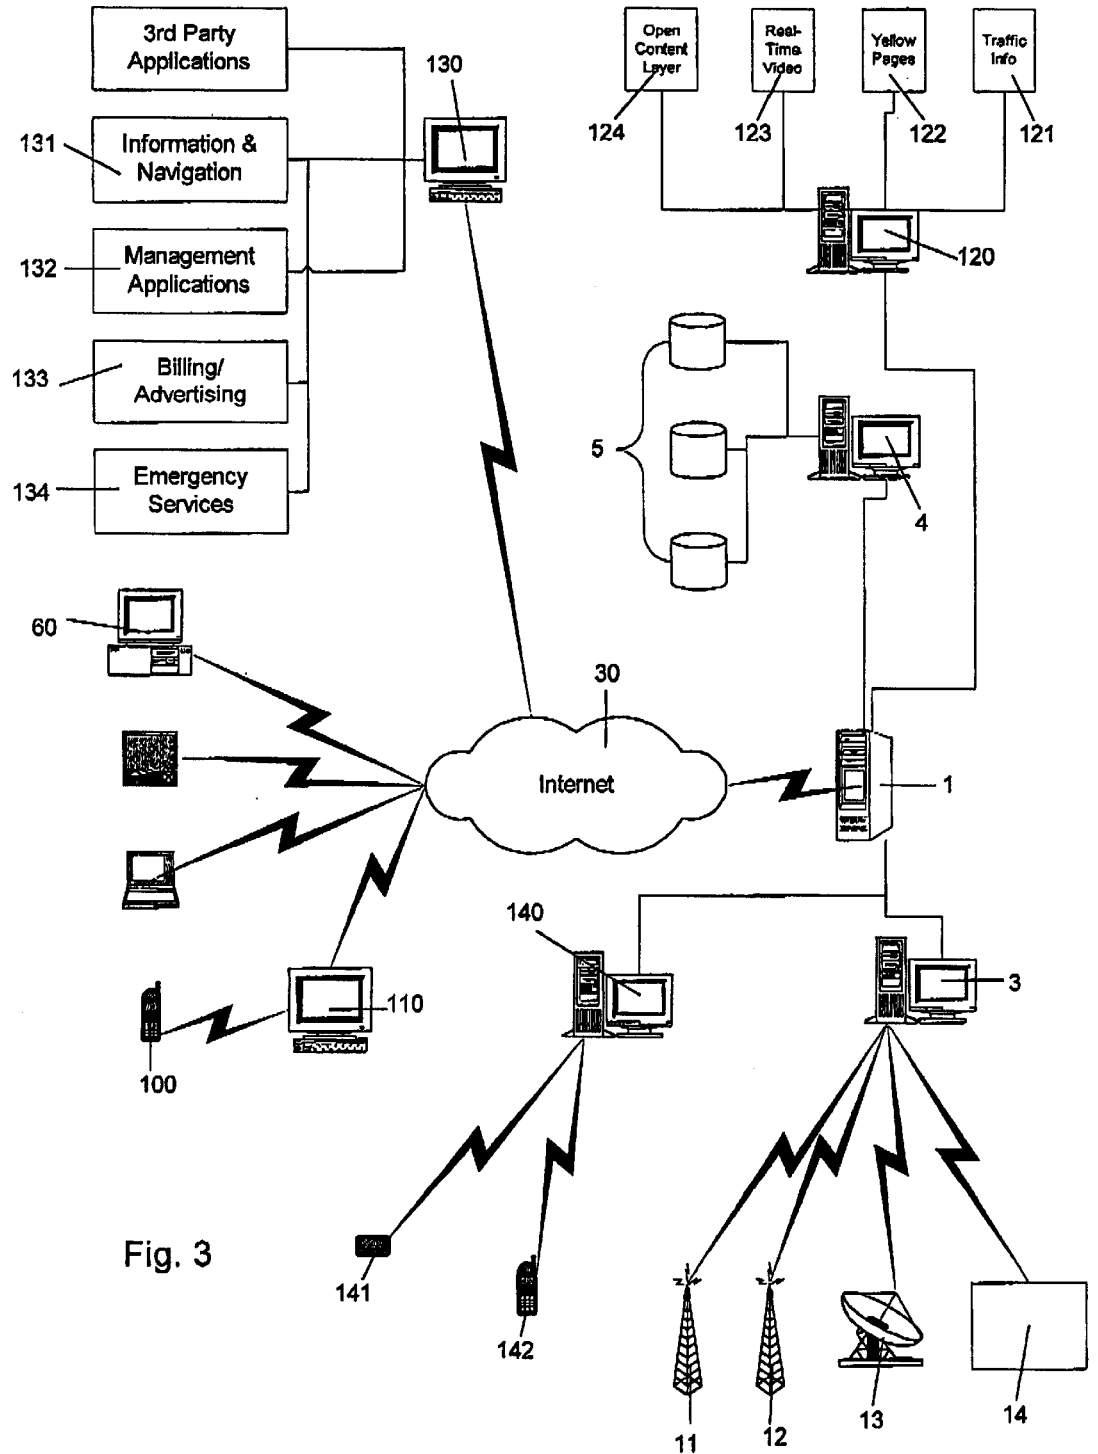 3rd Party
Applications
130
131
Information &
Navigation
132
Management
Applications
133
Billing/
Advertising
134
Emergency
Services
Open
Content
Layer
124
Real-
Time
Video
123
Yellow
Pages
122
Traffic
Info
121
120
5
4
60
30
Internet
1
140
3
110
100
Fig. 3
141
142
11
12
13
14